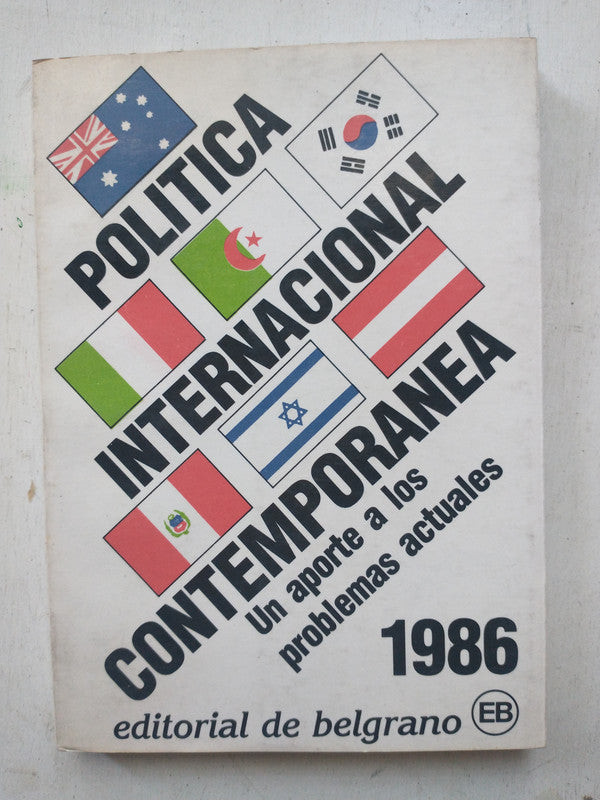 POLITICA
INTERNACIONAL
CONTEMPORANEA
Un aporte a los
problemas actuales
1986
editorial de belgrano EB